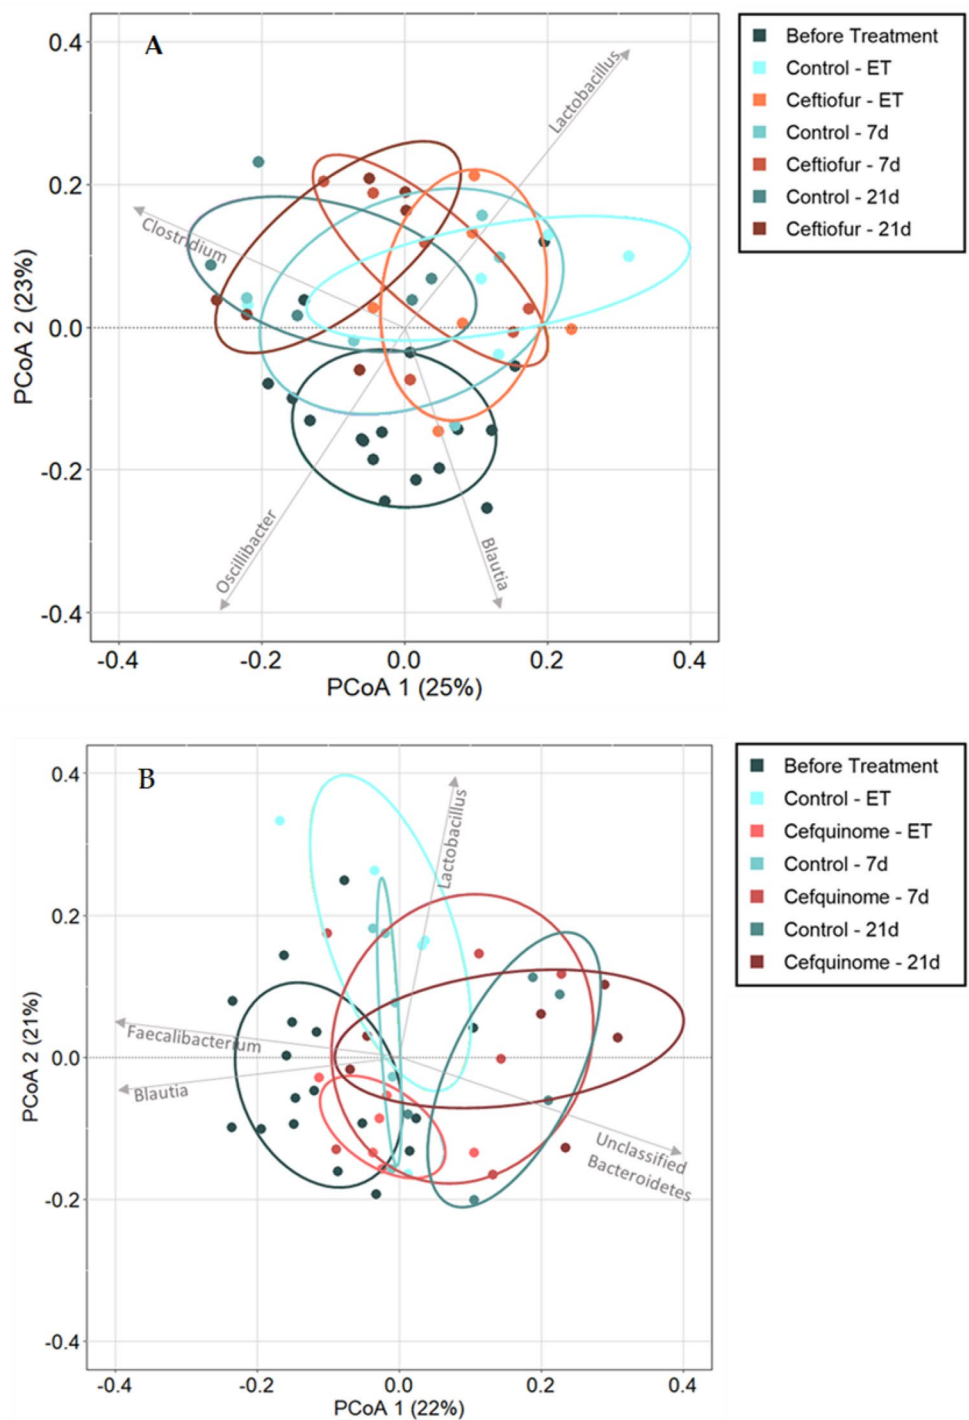 A
0.4
0.2
0.0
-0.2
-0.4
PCoA 2 (23%)
Lactobacillus
Clostridium
Oscillibacter
Blautia
-0.4
-0.2
0.0
0.2
0.4
PCoA 1 (25%)
Before Treatment
Control - ET
Ceftiofur - ET
Control - 7d
Ceftiofur - 7d
Control - 21d
Ceftiofur - 21d
B
0.4
0.2
0.0
-0.2
-0.4
PCoA 2 (21%)
Lactobacillus
Faecalibacterium
Blautia
Unclassified
Bacteroidetes
-0.4
-0.2
0.0
0.2
0.4
PCoA 1 (22%)
Before Treatment
Control - ET
Cefquinome - ET
Control - 7d
Cefquinome - 7d
Control - 21d
Cefquinome - 21d